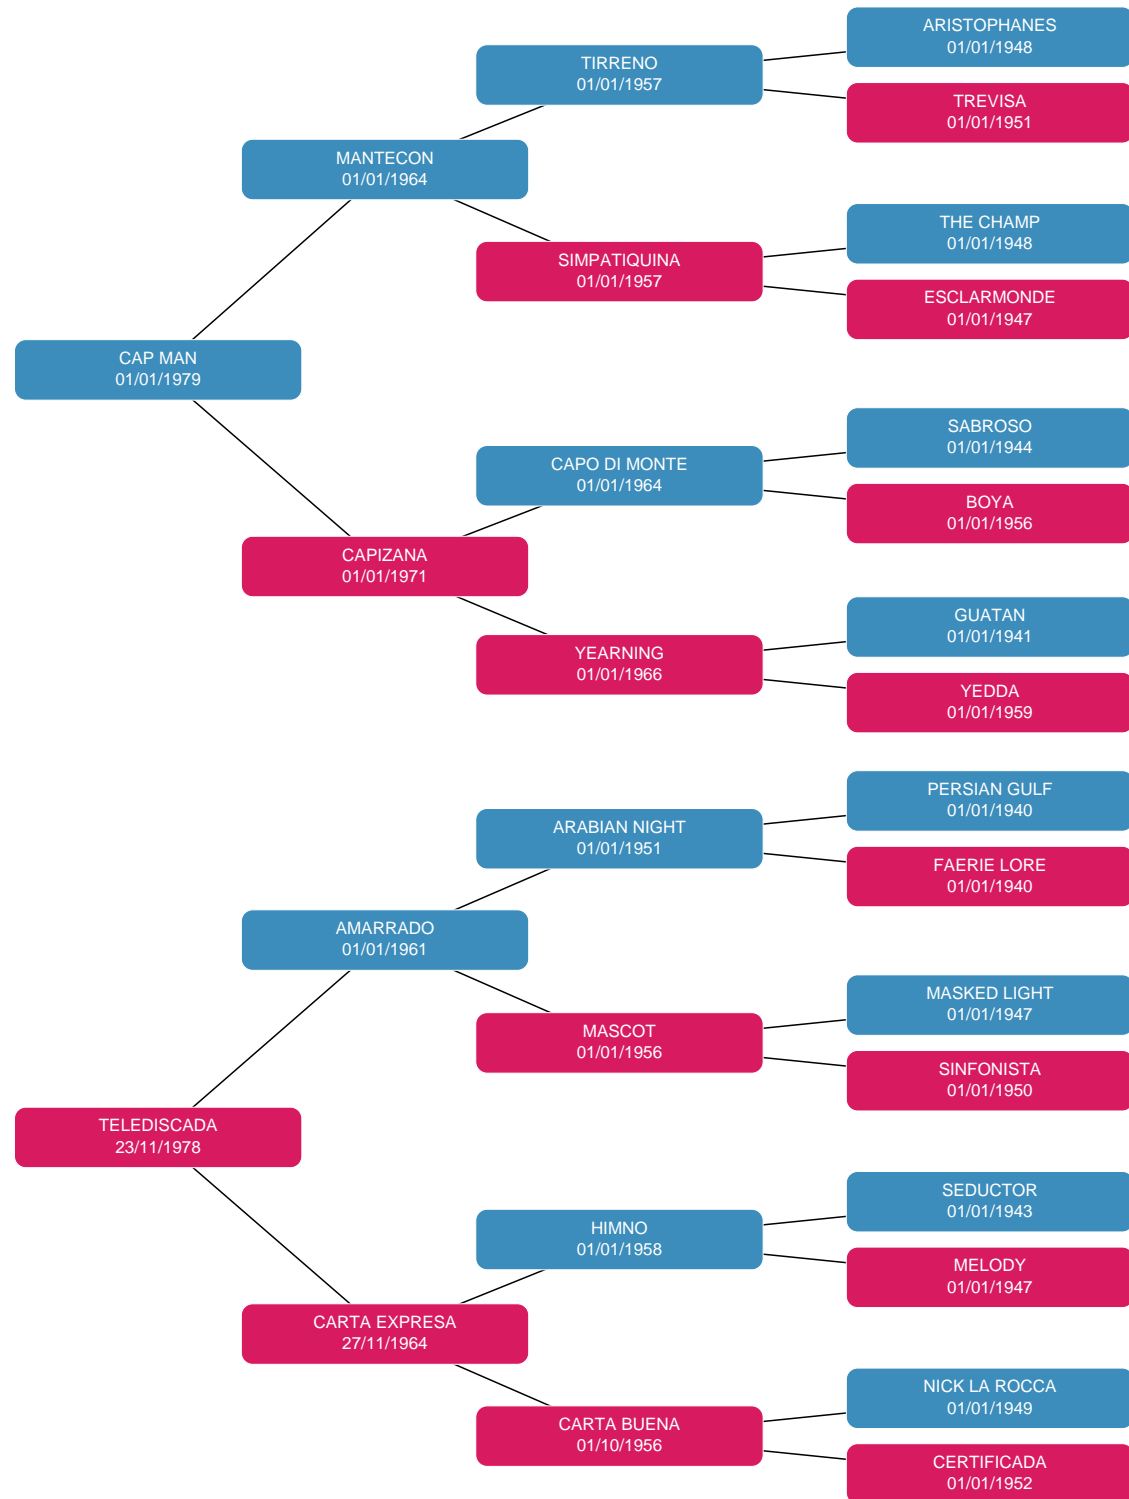 ARISTOPHANES
01/01/1948
TIRRENO
01/01/1957
TREVISA
01/01/1951
MANTECON
01/01/1964
THE CHAMP
01/01/1948
SIMPATIQUINA
01/01/1957
ESCLARMONDE
01/01/1947
CAP MAN
01/01/1979
SABROSO
01/01/1944
CAPO DI MONTE
01/01/1964
BOYA
01/01/1956
CAPIZANA
01/01/1971
GUATAN
01/01/1941
YEARNING
01/01/1966
YEDDA
01/01/1959
PERSIAN GULF
01/01/1940
ARABIAN NIGHT
01/01/1951
FAERIE LORE
01/01/1940
AMARRADO
01/01/1961
MASKED LIGHT
01/01/1947
MASCOT
01/01/1956
SINFONISTA
01/01/1950
TELEDISCADA
23/11/1978
SEDUCTOR
01/01/1943
HIMNO
01/01/1958
MELODY
01/01/1947
CARTA EXPRESA
27/11/1964
NICK LA ROCCA
01/01/1949
CARTA BUENA
01/10/1956
CERTIFICADA
01/01/1952